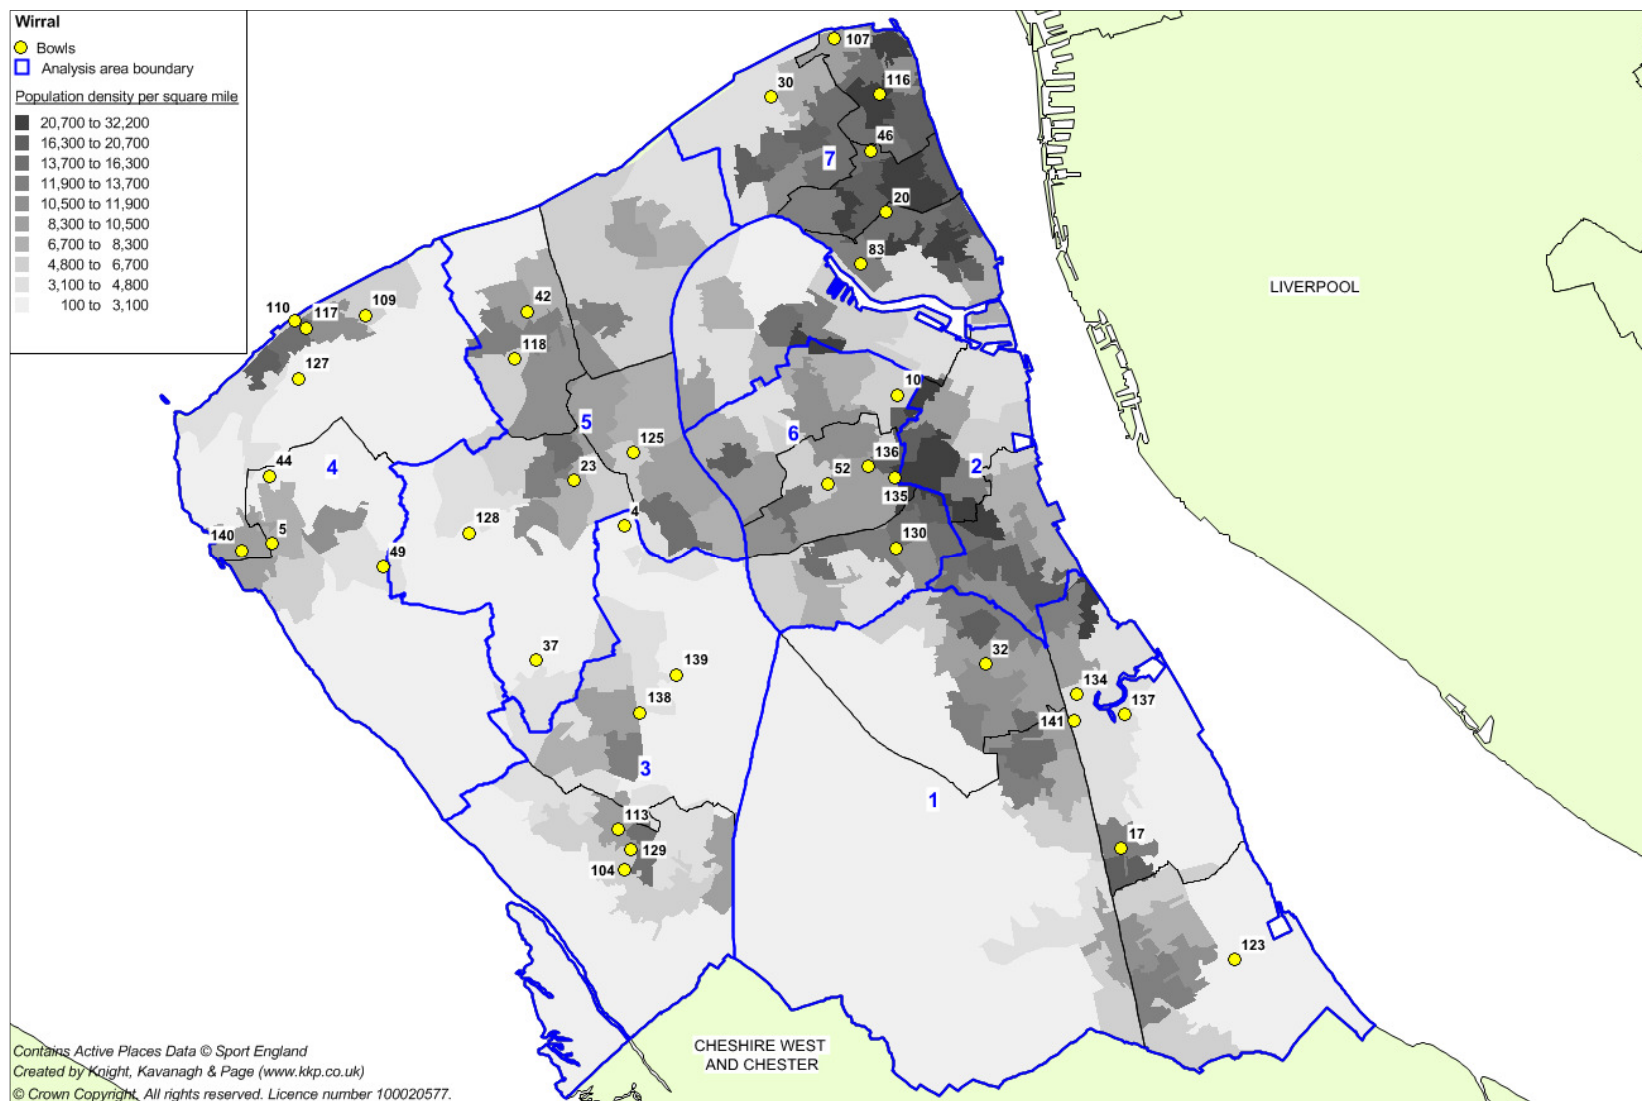 Wirral
Bowls
Analysis area boundary
Population density per square mile
20,700 to 32,200
16,300 to 20,700
13,700 to 16,300
11,900 to 13,700
10,500 to 11,900
8,300 to 10,500
6,700 to 8,300
4,800 to 6,700
3,100 to 4,800
100 to 3,100
107
30
116
46
7
20
83
LIVERPOOL
110
117
109
42
118
127
10
5
6
125
136
2
44
4
23
52
135
128
4
140
5
49
130
37
139
32
138
134
137
141
3
1
113
129
104
17
123
CHESHIRE WEST
AND CHESTER
Contains Active Places Data © Sport England
Created by Knight, Kavanagh & Page (www.kkp.co.uk)
© Crown Copyright. All rights reserved. Licence number 100020577.